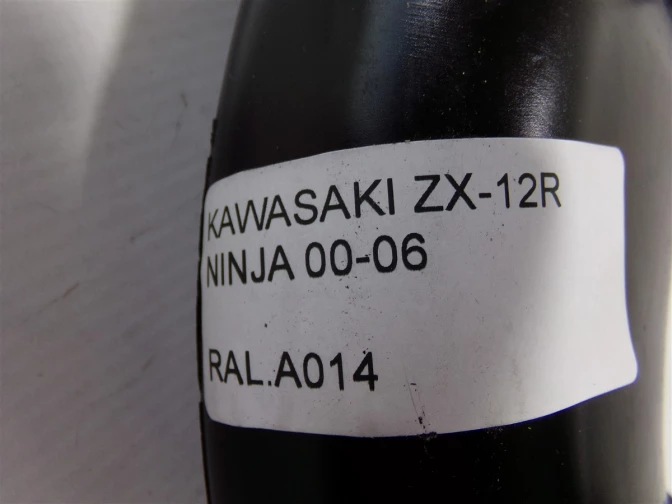 KAWASAKI ZX-12R
NINJA 00-06
RAL.A014